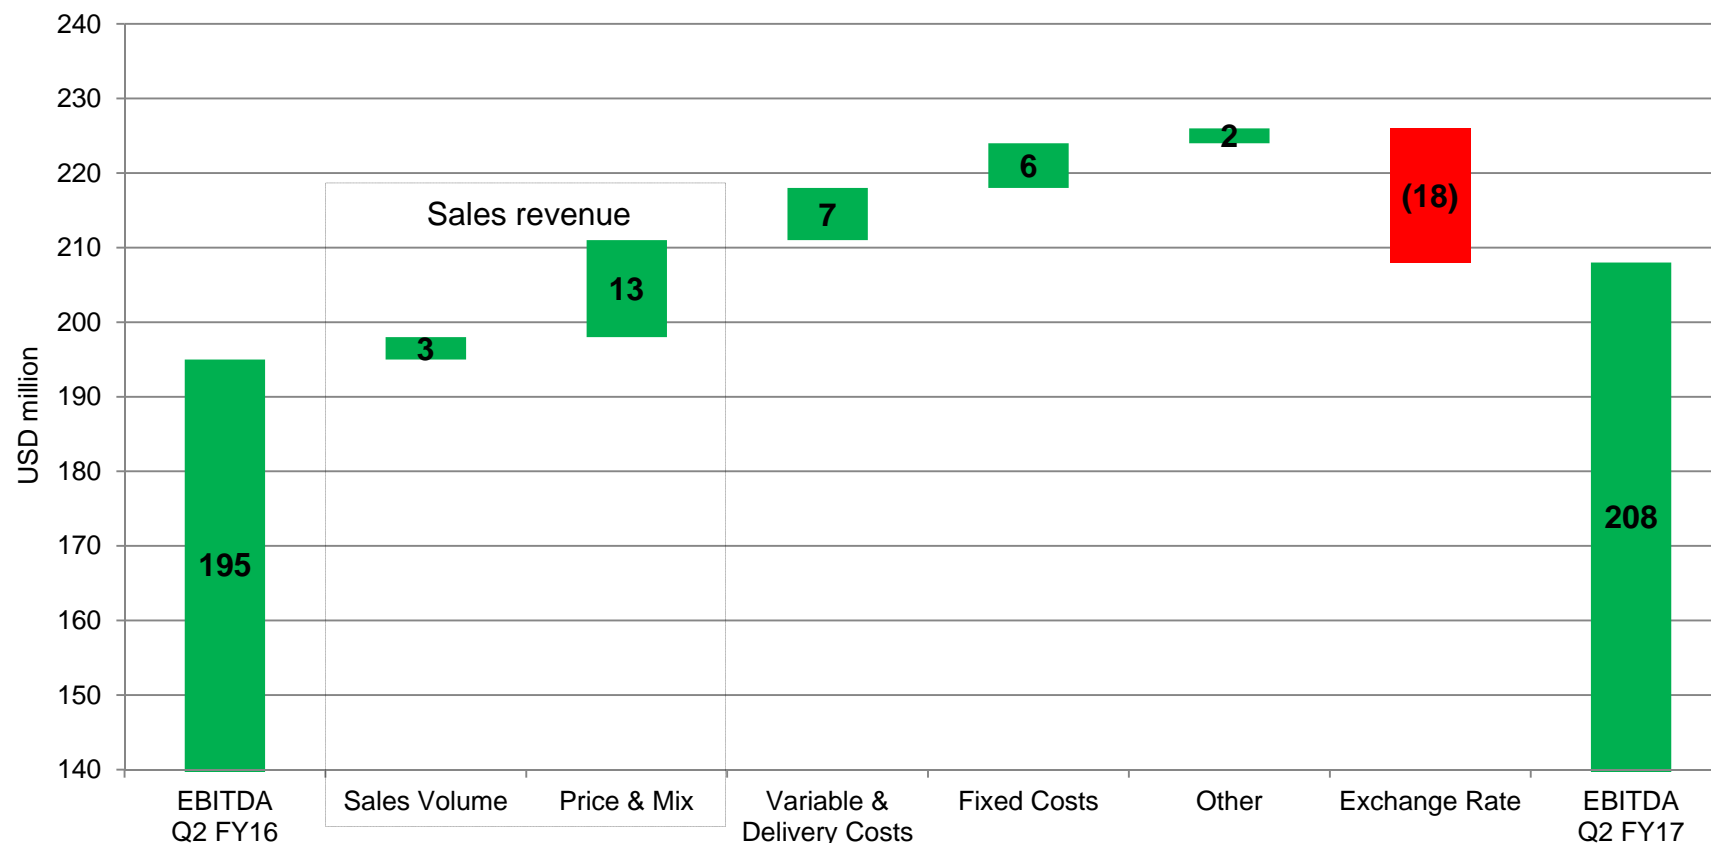 240
230
220
210
200
190
180
170
160
150
140
USD million
Sales revenue
195
3
13
7
6
2
(18)
208
EBITDA
Q2 FY16
Sales Volume
Price & Mix
Variable &
Delivery Costs
Fixed Costs
Other
Exchange Rate
EBITDA
Q2 FY17